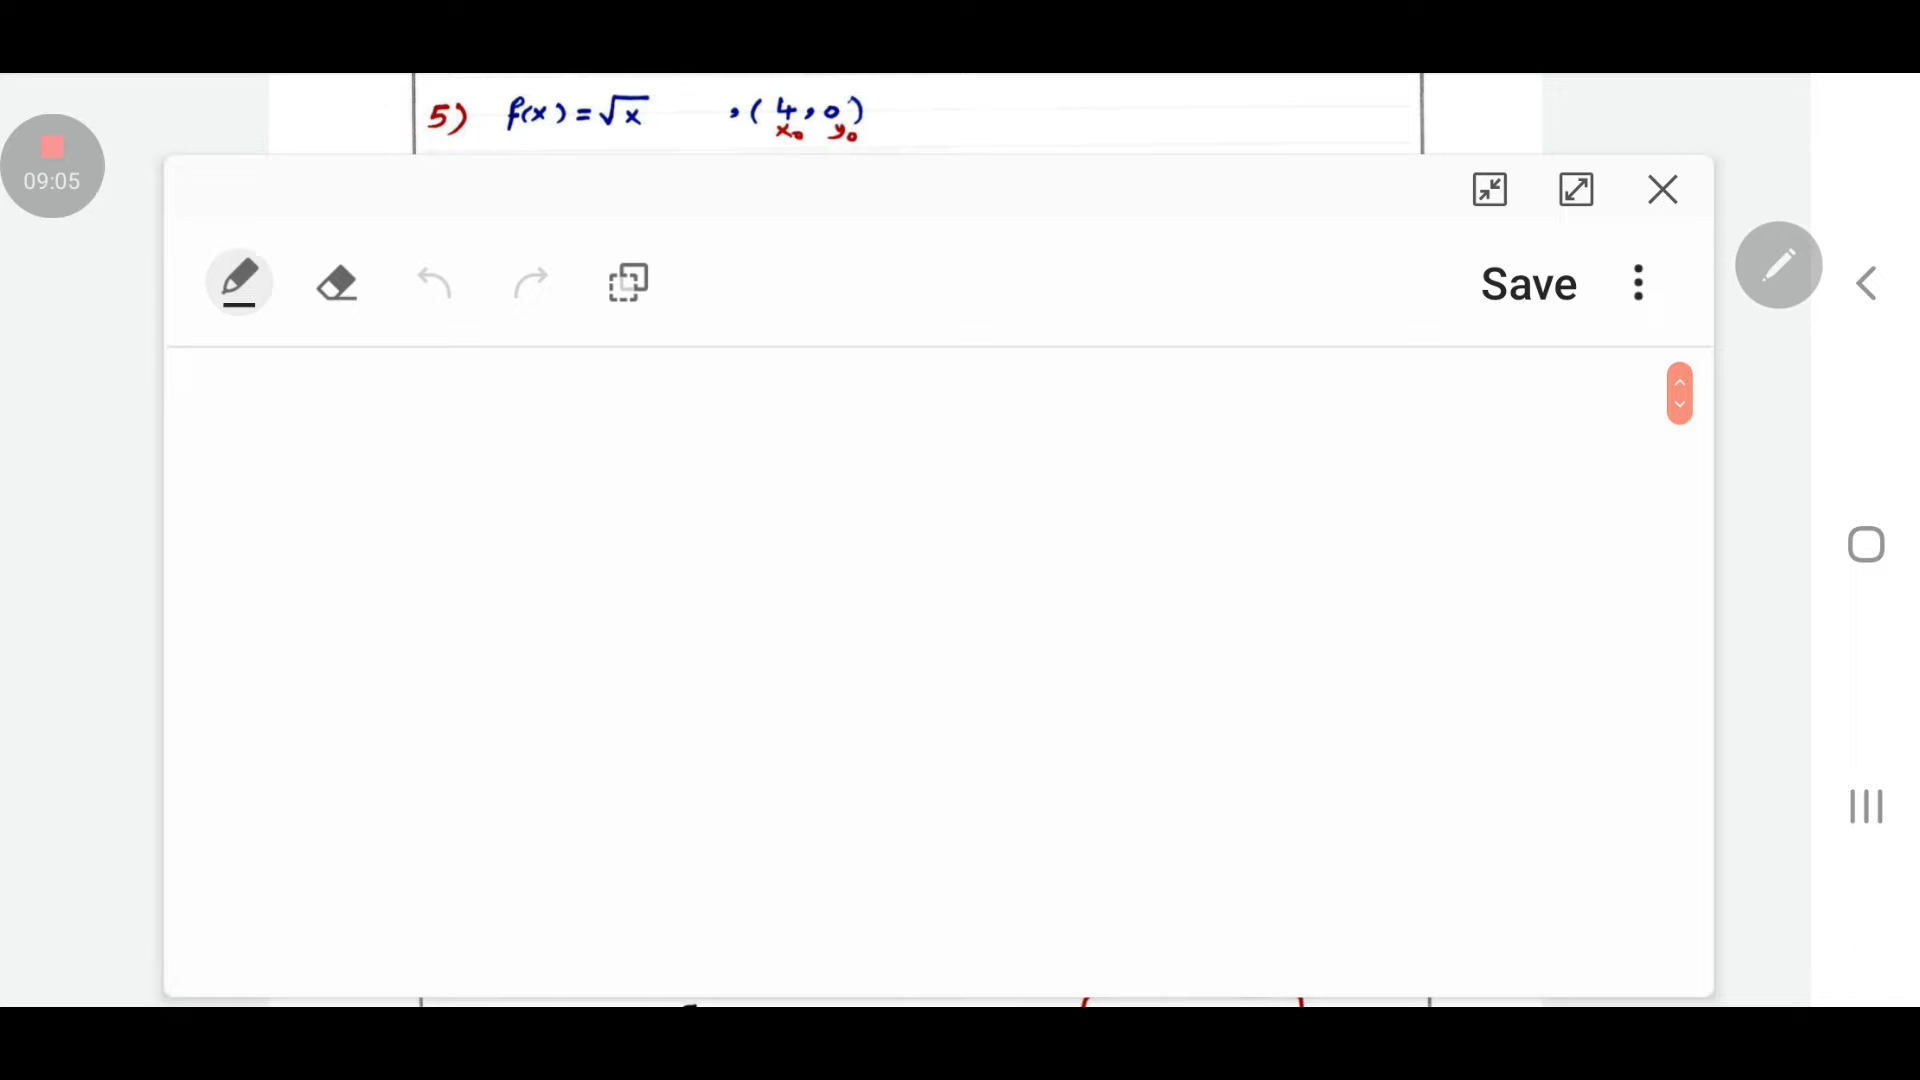 5) f(x) = √x , (4, 0)
x₀ y₀
09:05
Save